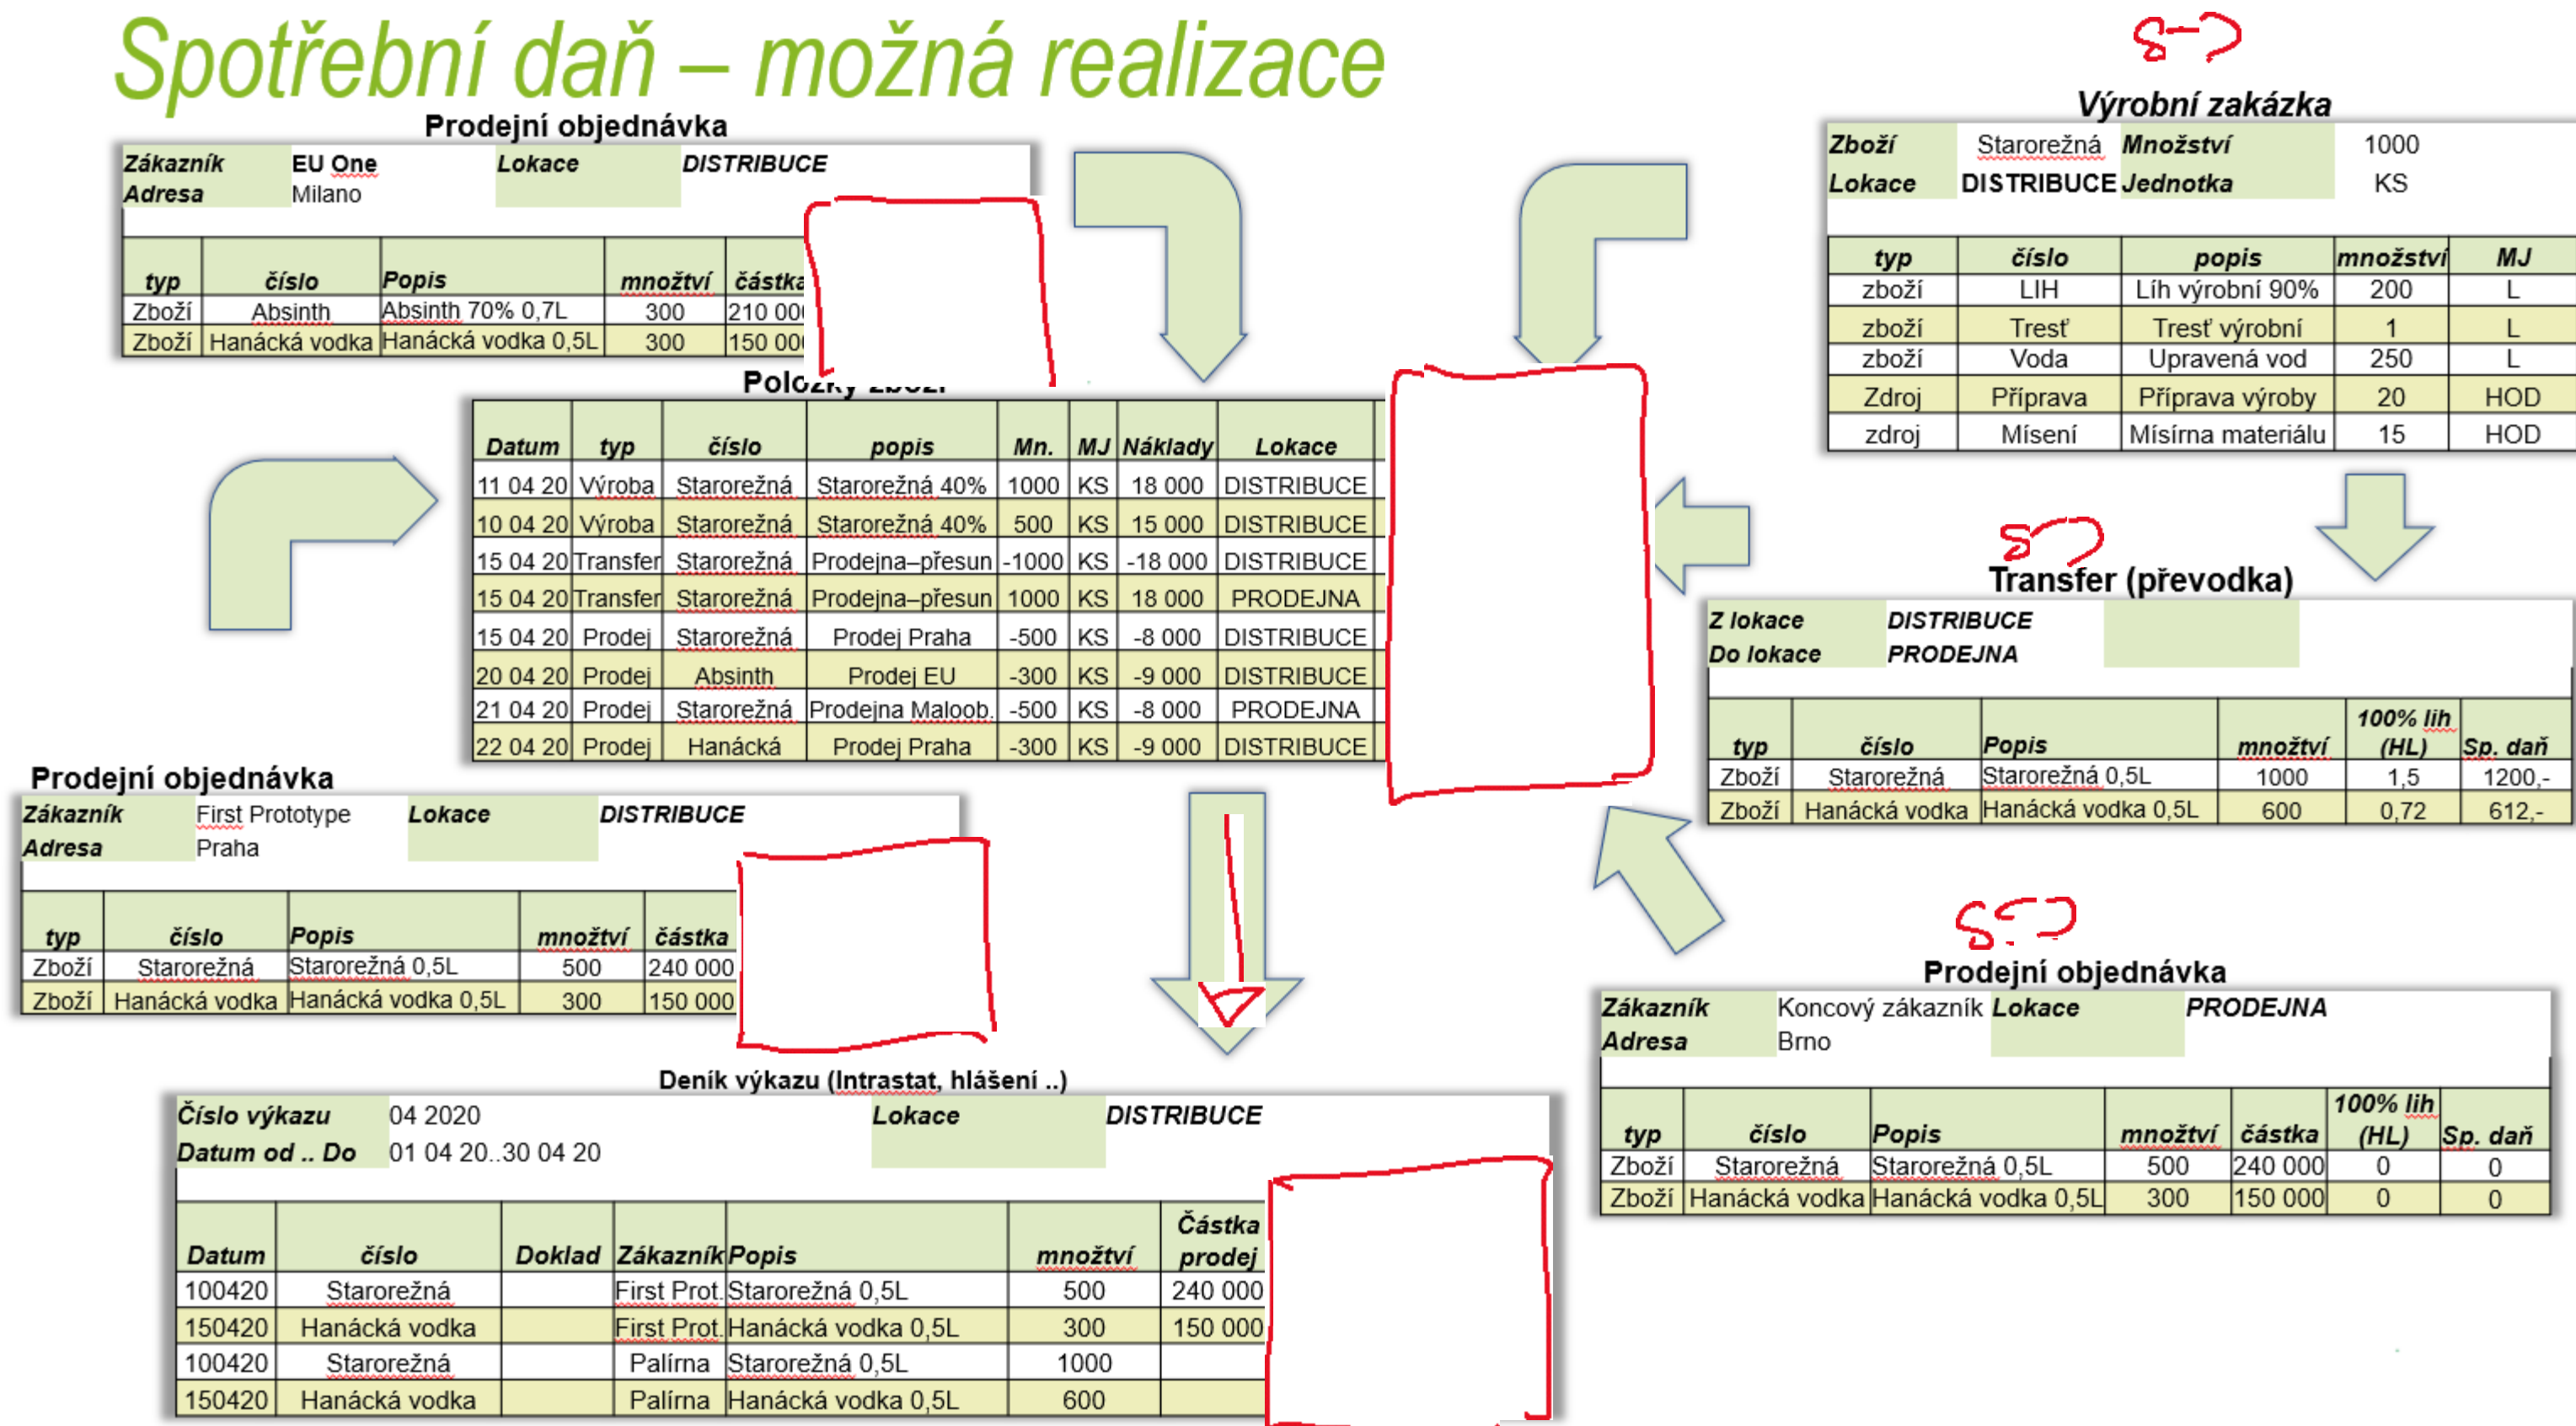 Spotřební daň – možná realizace
Prodejní objednávka
Zákazník EU One Lokace DISTRIBUCE
Adresa Milano
typ číslo Popis množtví částka
Zboží Absinth Absinth 70% 0,7L 300 210 000
Zboží Hanácká vodka Hanácká vodka 0,5L 300 150 000
Výrobní zakázka
Zboží Starorežná Množství 1000
Lokace DISTRIBUCE Jednotka KS
typ číslo popis množství MJ
zboží LIH Líh výrobní 90% 200 L
zboží Tresť Tresť výrobní 1 L
zboží Voda Upravená vod 250 L
Zdroj Příprava Příprava výroby 20 HOD
zdroj Mísení Mísírna materiálu 15 HOD
Položky zboží
Datum typ číslo popis Mn. MJ Náklady Lokace
11 04 20 Výroba Starorežná Starorežná 40% 1000 KS 18 000 DISTRIBUCE
10 04 20 Výroba Starorežná Starorežná 40% 500 KS 15 000 DISTRIBUCE
15 04 20 Transfer Starorežná Prodejna–přesun -1000 KS -18 000 DISTRIBUCE
15 04 20 Transfer Starorežná Prodejna–přesun 1000 KS 18 000 PRODEJNA
15 04 20 Prodej Starorežná Prodej Praha -500 KS -8 000 DISTRIBUCE
20 04 20 Prodej Absinth Prodej EU -300 KS -9 000 DISTRIBUCE
21 04 20 Prodej Starorežná Prodejna Maloob. -500 KS -8 000 PRODEJNA
22 04 20 Prodej Hanácká Prodej Praha -300 KS -9 000 DISTRIBUCE
Transfer (převodka)
Z lokace DISTRIBUCE
Do lokace PRODEJNA
typ číslo Popis množtví 100% lih (HL) Sp. daň
Zboží Starorežná Starorežná 0,5L 1000 1,5 1200,-
Zboží Hanácká vodka Hanácká vodka 0,5L 600 0,72 612,-
Prodejní objednávka
Zákazník First Prototype Lokace DISTRIBUCE
Adresa Praha
typ číslo Popis množtví částka
Zboží Starorežná Starorežná 0,5L 500 240 000
Zboží Hanácká vodka Hanácká vodka 0,5L 300 150 000
Prodejní objednávka
Zákazník Koncový zákazník Lokace PRODEJNA
Adresa Brno
typ číslo Popis množtví částka 100% lih (HL) Sp. daň
Zboží Starorežná Starorežná 0,5L 500 240 000 0 0
Zboží Hanácká vodka Hanácká vodka 0,5L 300 150 000 0 0
Deník výkazu (Intrastat, hlášení ..)
Číslo výkazu 04 2020 Lokace DISTRIBUCE
Datum od .. Do 01 04 20..30 04 20
Datum číslo Doklad Zákazník Popis množtví Částka prodej
100420 Starorežná First Prot. Starorežná 0,5L 500 240 000
150420 Hanácká vodka First Prot. Hanácká vodka 0,5L 300 150 000
100420 Starorežná Palírna Starorežná 0,5L 1000
150420 Hanácká vodka Palírna Hanácká vodka 0,5L 600